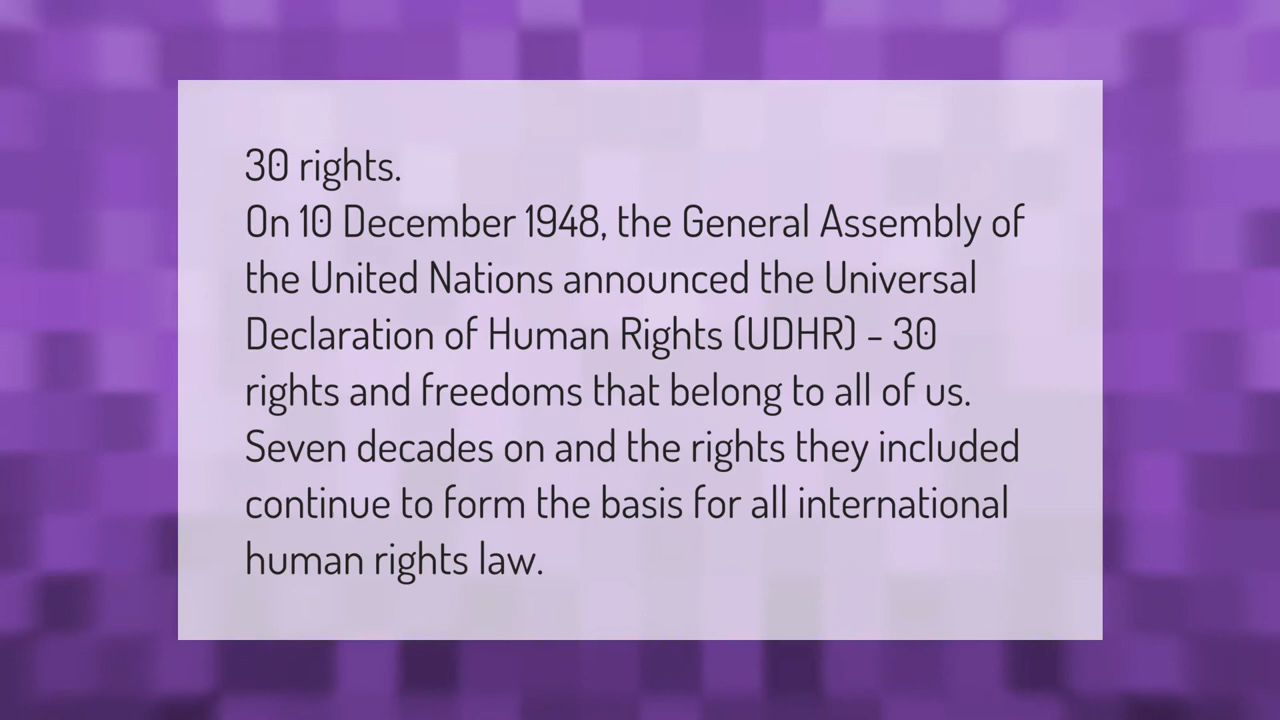 30 rights.
On 10 December 1948, the General Assembly of
the United Nations announced the Universal
Declaration of Human Rights (UDHR) – 30
rights and freedoms that belong to all of us.
Seven decades on and the rights they included
continue to form the basis for all international
human rights law.